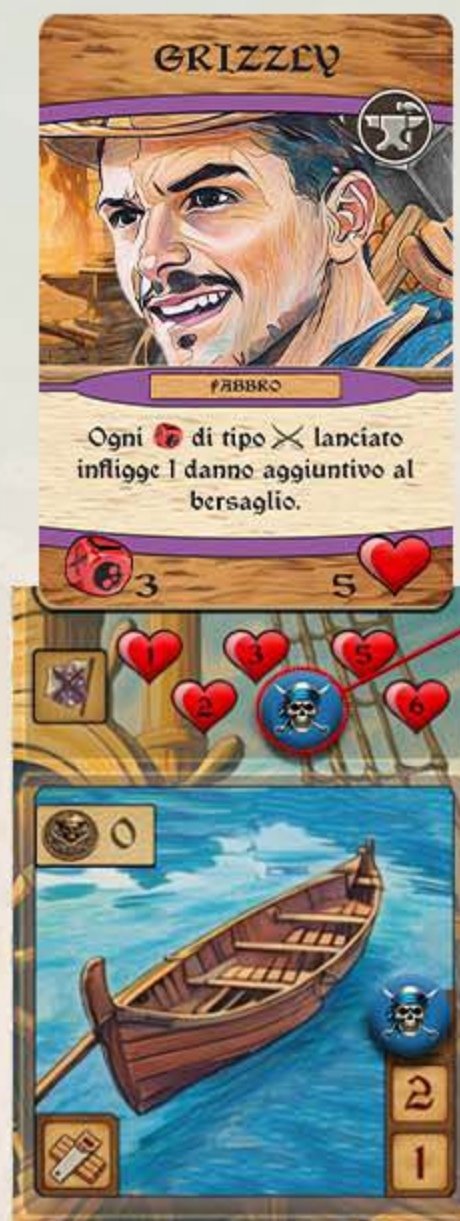 GRIZZLY
FABBRO
Ogni di tipo lanciato
infligge 1 danno aggiuntivo al
bersaglio.
3 5
1 3 5
2 6
0
2
1